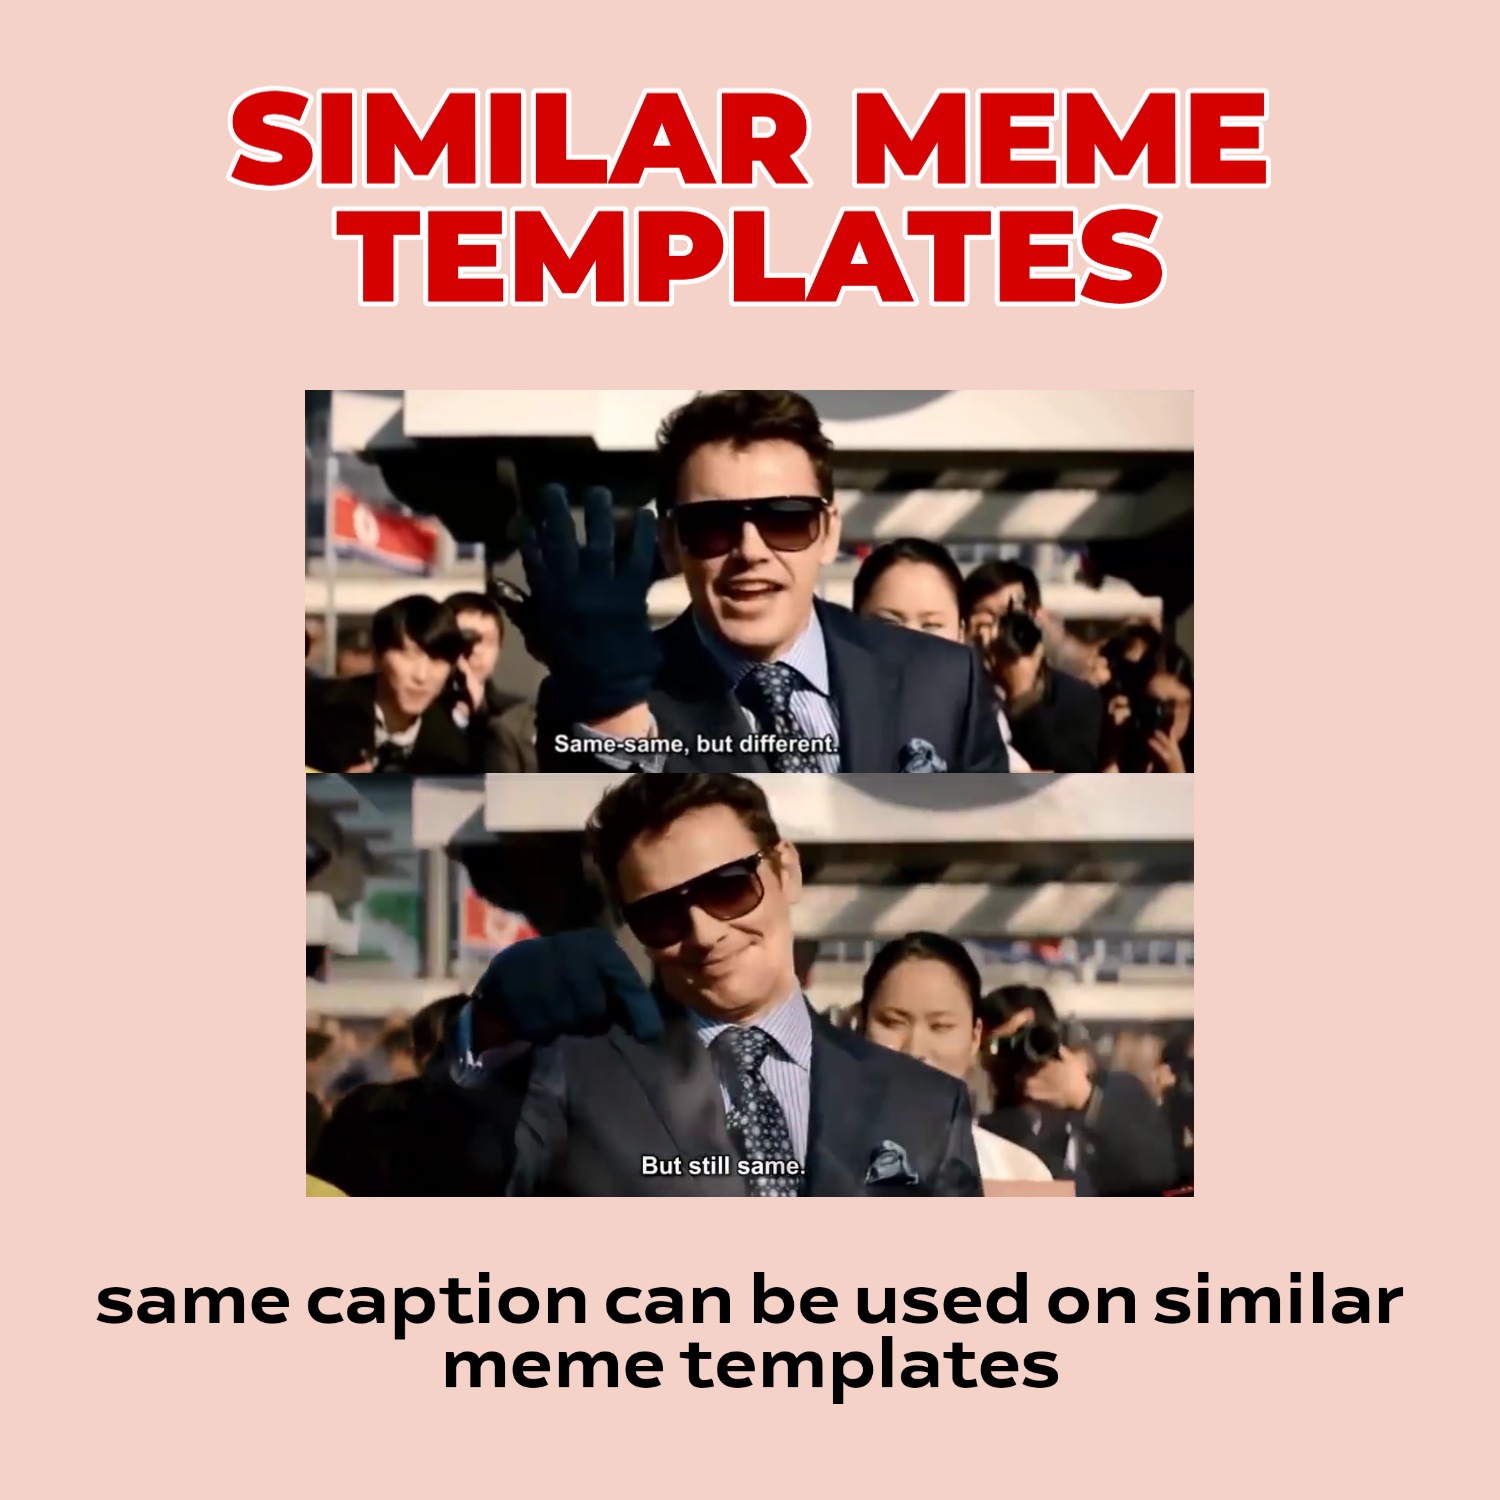 SIMILAR MEME
TEMPLATES
Same-same, but different.
But still same.
same caption can be used on similar
meme templates